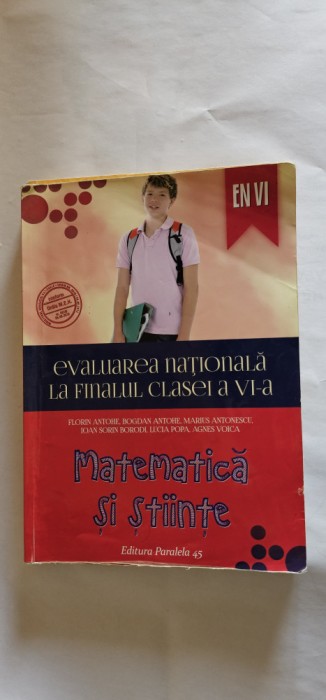 EN VI
EVALUAREA NAŢIONALĂ
LA FINALUL CLASEI A VI-A
FLORIN ANTOHE, BOGDAN ANTOHE, MARIUS ANTONESCU,
IOAN SORIN BORODI, LUCIA POPA, AGNES VOICA
Matematică
și Științe
Editura Paralela 45